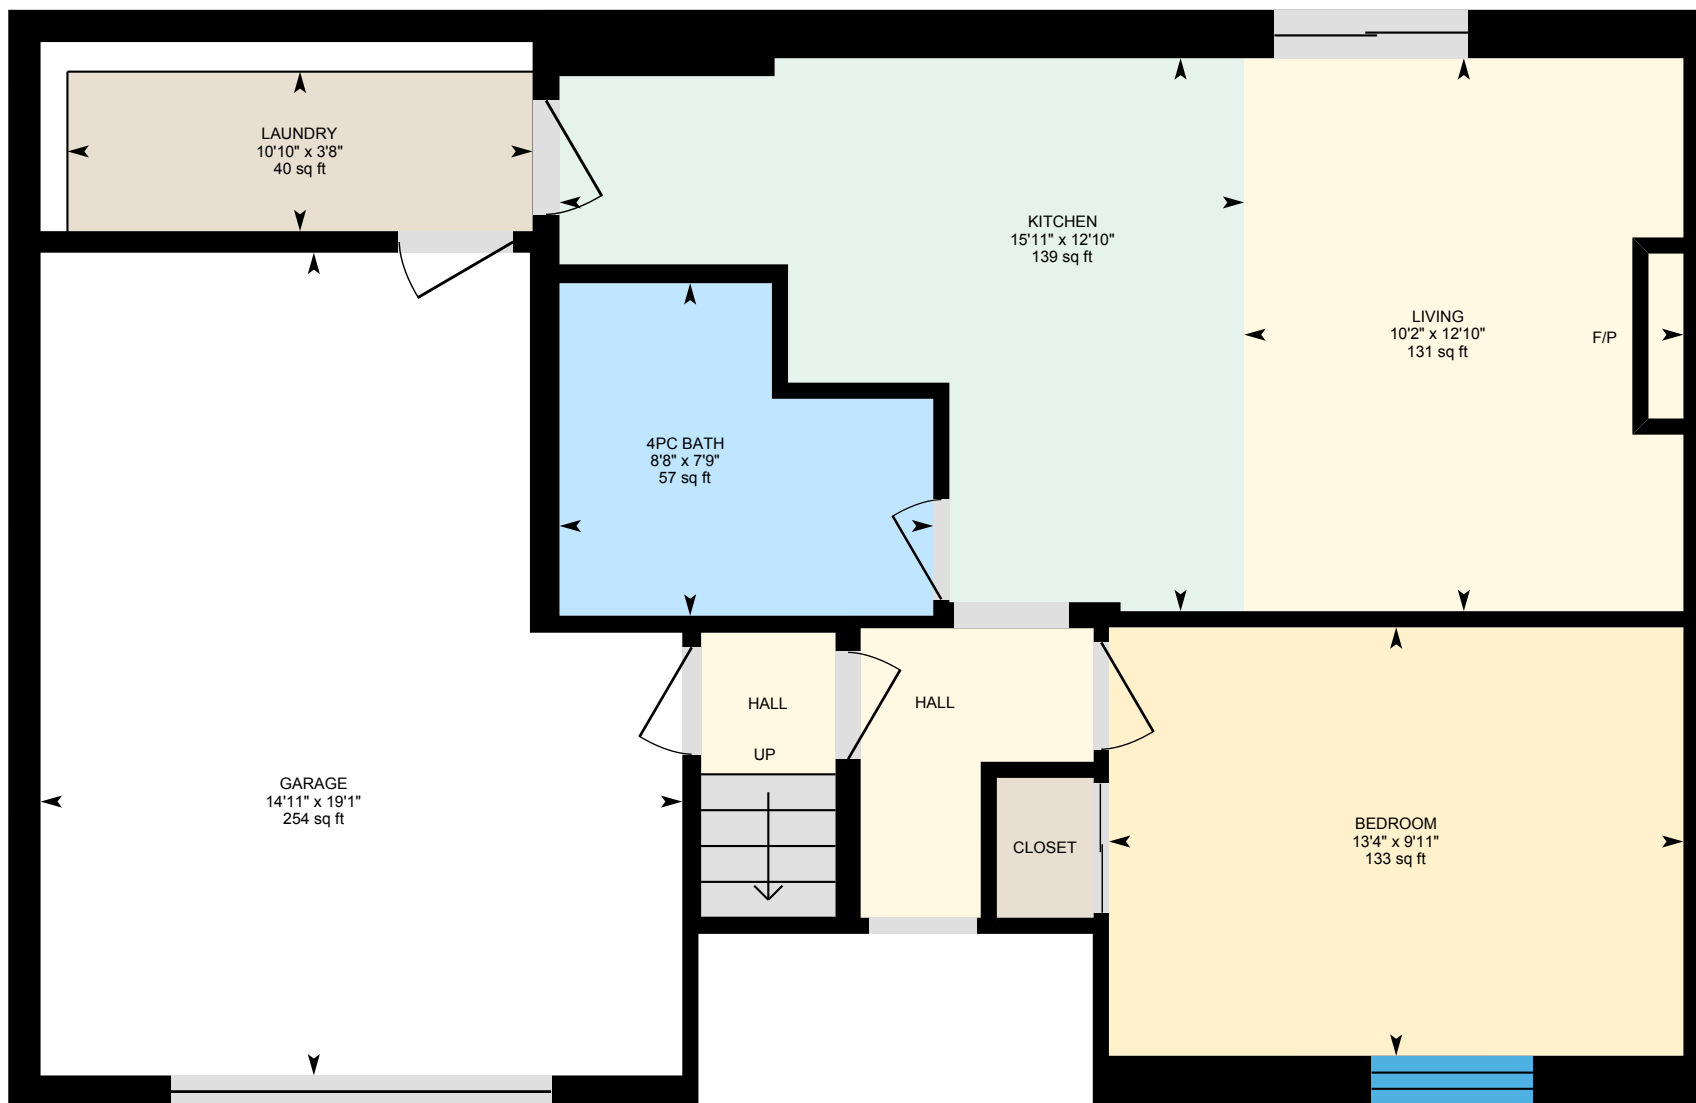 LAUNDRY
10'10" x 3'8"
40 sq ft
KITCHEN
15'11" x 12'10"
139 sq ft
LIVING
10'2" x 12'10"
131 sq ft
F/P
4PC BATH
8'8" x 7'9"
57 sq ft
HALL
UP
HALL
GARAGE
14'11" x 19'1"
254 sq ft
CLOSET
BEDROOM
13'4" x 9'11"
133 sq ft